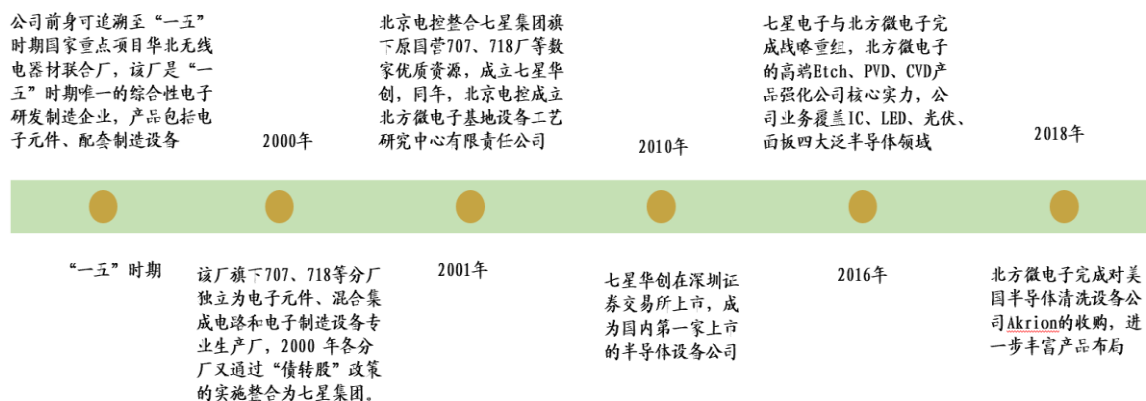 公司前身可追溯至“一五”
时期国家重点项目华北无线
电器材联合厂，该厂是“一
五”时期唯一的综合性电子
研发制造企业，产品包括电
子元件、配套制造设备
“一五”时期
2000年
该厂旗下707、718等分厂
独立为电子元件、混合集
成电路和电子制造设备专
业生产厂，2000 年各分
厂又通过“债转股”政策
的实施整合为七星集团。
北京电控整合七星集团旗
下原国营707、718厂等数
家优质资源，成立七星华
创，同年，北京电控成立
北方微电子基地设备工艺
研究中心有限责任公司
2001年
2010年
七星华创在深圳证
券交易所上市，成
为国内第一家上市
的半导体设备公司
七星电子与北方微电子完
成战略重组，北方微电子
的高端Etch、PVD、CVD产
品强化公司核心实力，公
司业务覆盖IC、LED、光伏、
面板四大泛半导体领域
2016年
2018年
北方微电子完成对美
国半导体清洗设备公
司Akrion的收购，进
一步丰富产品布局